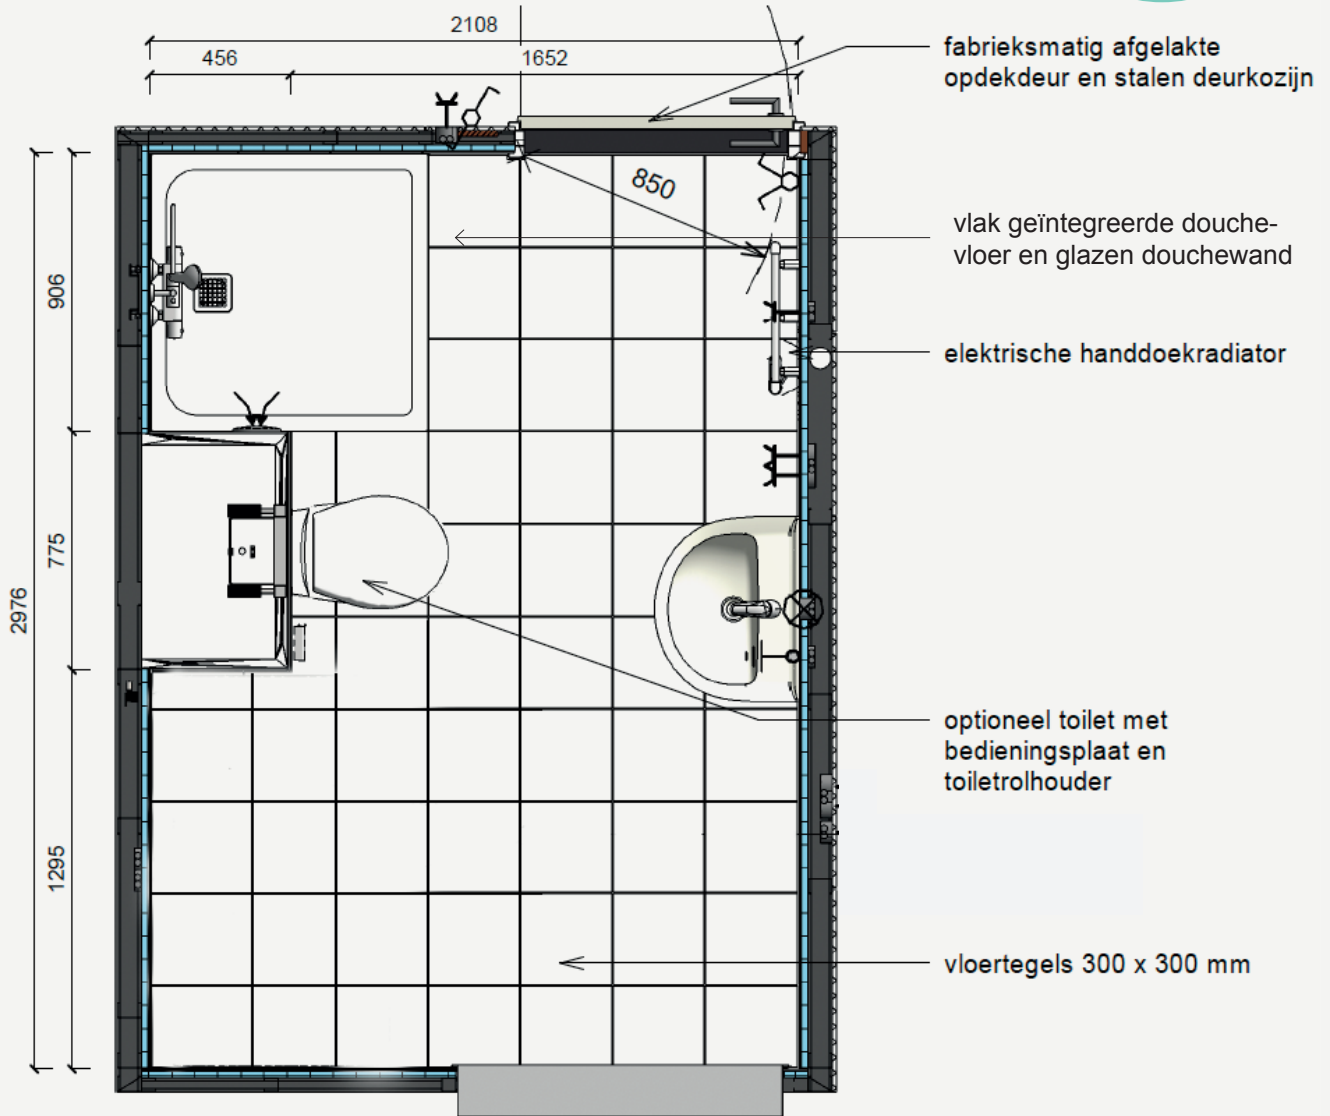 2108
456
1652
fabrieksmatig afgelakte
opdekdeur en stalen deurkozijn
850
vlak geïntegreerde douche-
vloer en glazen douchewand
906
elektrische handdoekradiator
775
2976
optioneel toilet met
bedieningsplaat en
toiletrolhouder
1295
vloertegels 300 x 300 mm